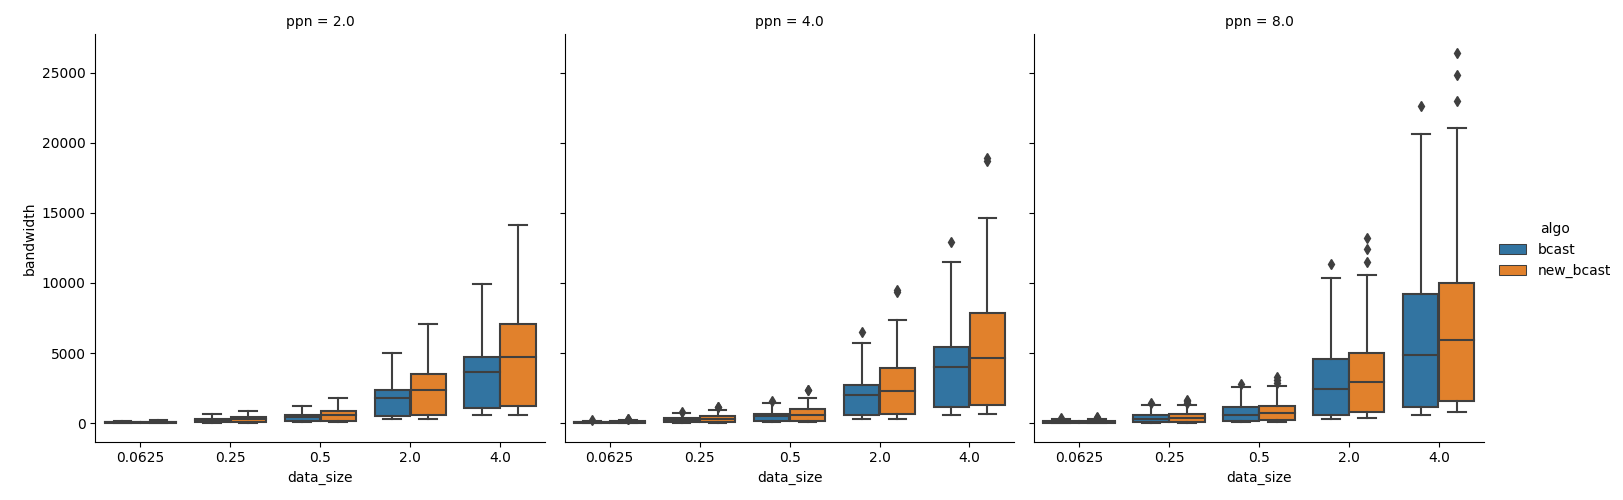 ppn = 2.0
ppn = 4.0
ppn = 8.0
25000
20000
15000
10000
5000
0
bandwidth
0.0625 0.25 0.5 2.0 4.0
data_size
0.0625 0.25 0.5 2.0 4.0
data_size
0.0625 0.25 0.5 2.0 4.0
data_size
algo
bcast
new_bcast